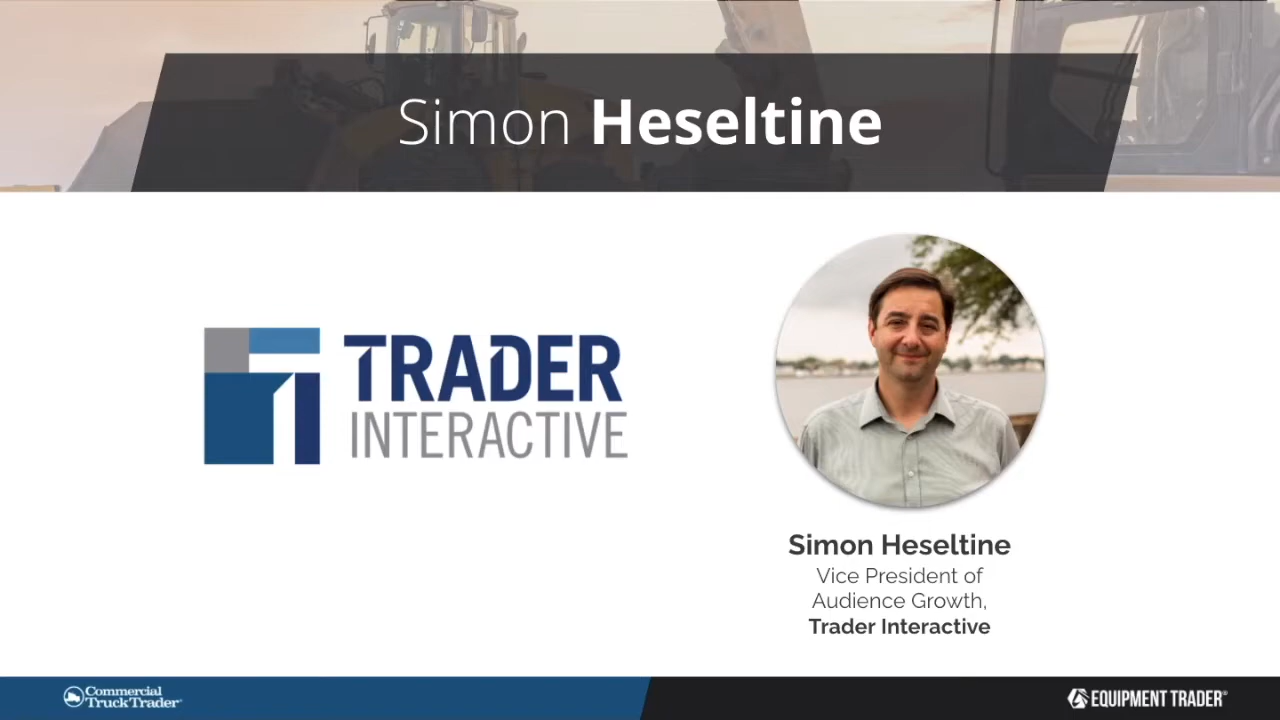 Simon Heseltine
TRADER
INTERACTIVE
Simon Heseltine
Vice President of
Audience Growth,
Trader Interactive
Commercial
Truck Trader®
EQUIPMENT TRADER®